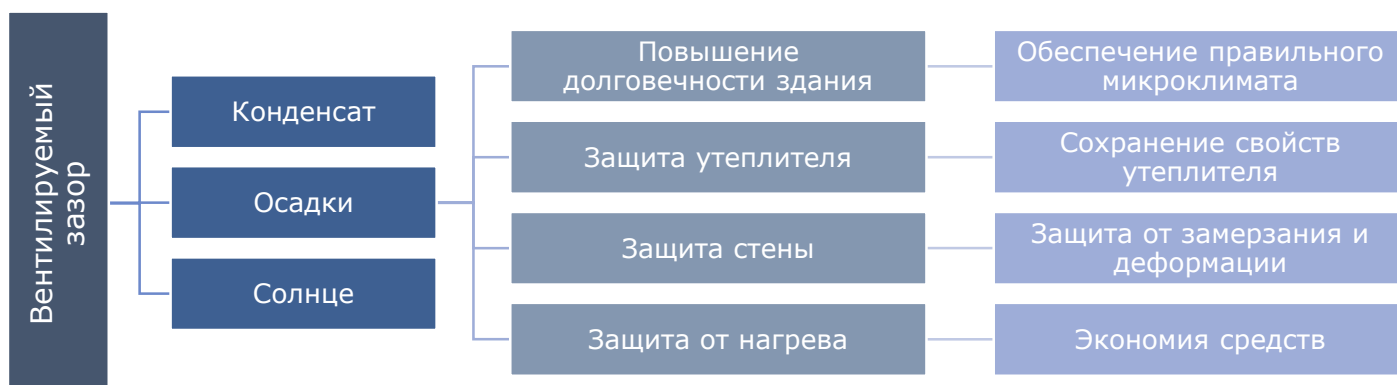 Вентилируемый
зазор
Конденсат
Осадки
Солнце
Повышение
долговечности здания
Защита утеплителя
Защита стены
Защита от нагрева
Обеспечение правильного
микроклимата
Сохранение свойств
утеплителя
Защита от замерзания и
деформации
Экономия средств